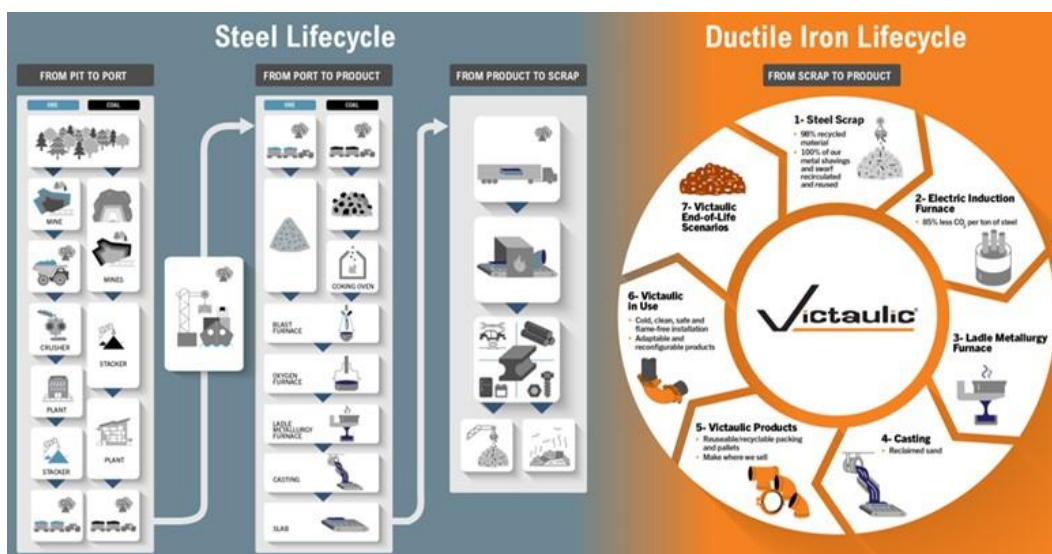 Steel Lifecycle
FROM PIT TO PORT
ORE
COAL
MINE
MINES
CRUSHER
STACKER
PLANT
PLANT
STACKER
FROM PORT TO PRODUCT
ORE
COAL
COKING OVEN
BLAST
FURNACE
OXYGEN
FURNACE
LADLE
METALLURGY
FURNACE
CASTING
SLAB
FROM PRODUCT TO SCRAP
Ductile Iron Lifecycle
FROM SCRAP TO PRODUCT
1- Steel Scrap
• 98% recycled
material
• 100% of our
metal shavings
and swarf
recirculated
and reused
2- Electric Induction
Furnace
• 85% less CO₂ per ton of steel
3- Ladle Metallurgy
Furnace
4- Casting
• Reclaimed sand
5- Victaulic Products
• Reuseable/recyclable packing
and pallets
• Make where we sell
6- Victaulic
in Use
• Cold, clean, safe and
flame-free installation
• Adaptable and
reconfigurable products
7- Victaulic
End-of-Life
Scenarios
Victaulic®